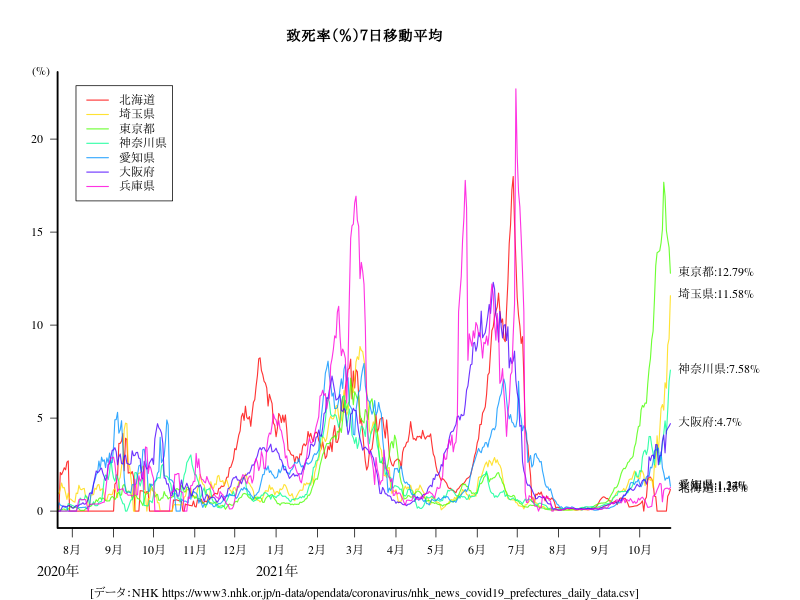 致死率(%)7日移動平均
(%)
北海道
埼玉県
東京都
神奈川県
愛知県
大阪府
兵庫県
20
15
10
5
0
東京都:12.79%
埼玉県:11.58%
神奈川県:7.58%
大阪府:4.7%
8月 9月 10月 11月 12月 1月 2月 3月 4月 5月 6月 7月 8月 9月 10月
2020年 2021年
[データ:NHK https://www3.nhk.or.jp/n-data/opendata/coronavirus/nhk_news_covid19_prefectures_daily_data.csv]